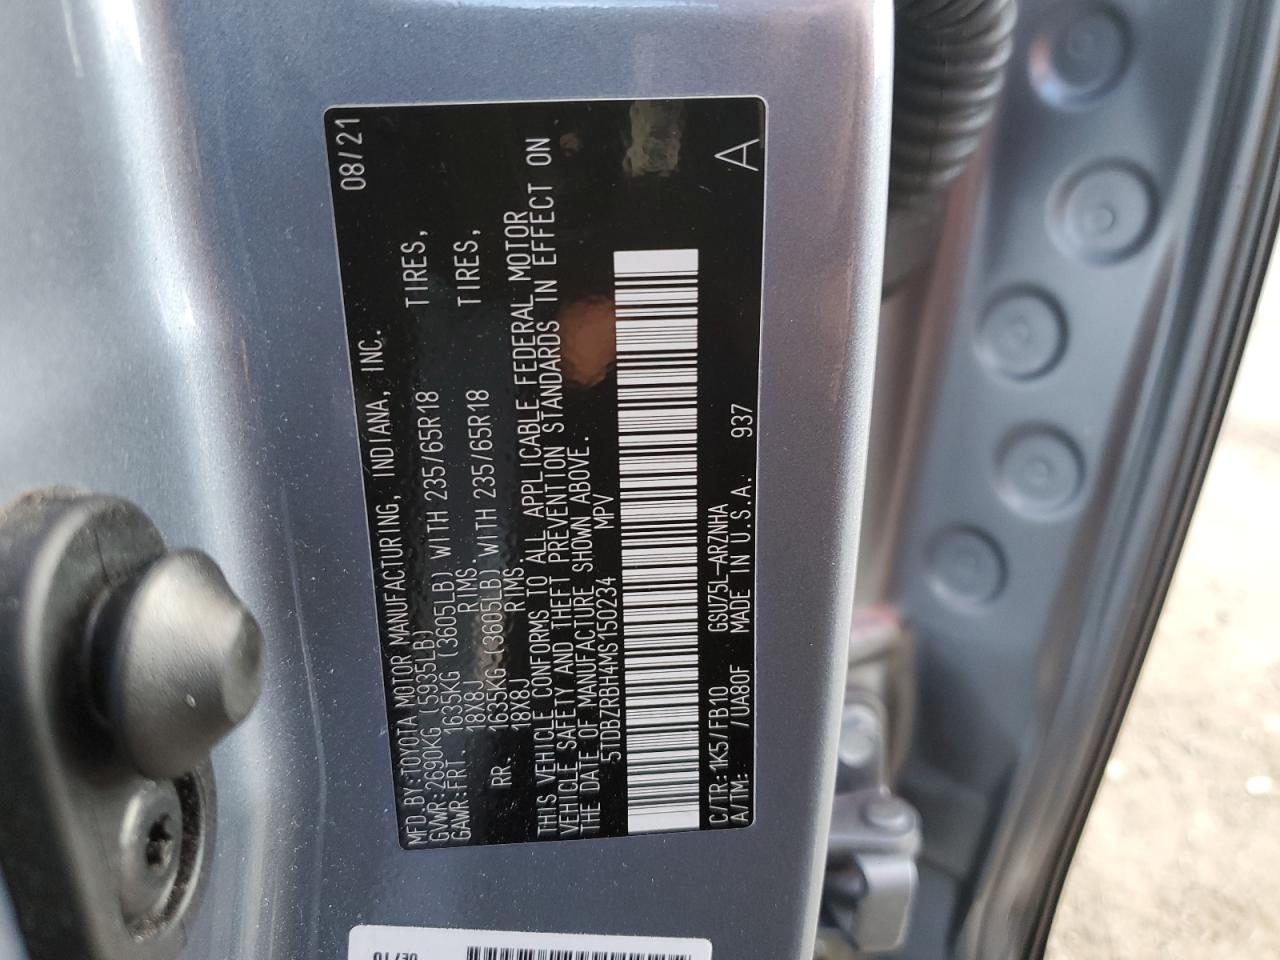 MFD.BY:TOYOTA MOTOR MANUFACTURING, INDIANA, INC. 08/21
GVWR:2690KG (5935LB)
GAWR:FRT. 1635KG (3605LB) WITH 235/65R18 TIRES,
18X8J RIMS.
RR. 1635KG (3605LB) WITH 235/65R18 TIRES,
18X8J RIMS.
THIS VEHICLE CONFORMS TO ALL APPLICABLE FEDERAL MOTOR
VEHICLE SAFETY AND THEFT PREVENTION STANDARDS IN EFFECT ON
THE DATE OF MANUFACTURE SHOWN ABOVE.
5TDBZRBH4MS150234 MPV
C/TR:1K5/FB10 GSU75L-ARZNHA
A/TM: /UA80F MADE IN U.S.A. 937 A